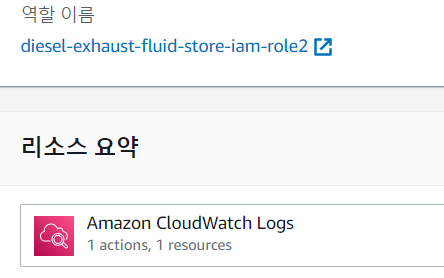 역할 이름
diesel-exhaust-fluid-store-iam-role2
리소스 요약
Amazon CloudWatch Logs
1 actions, 1 resources